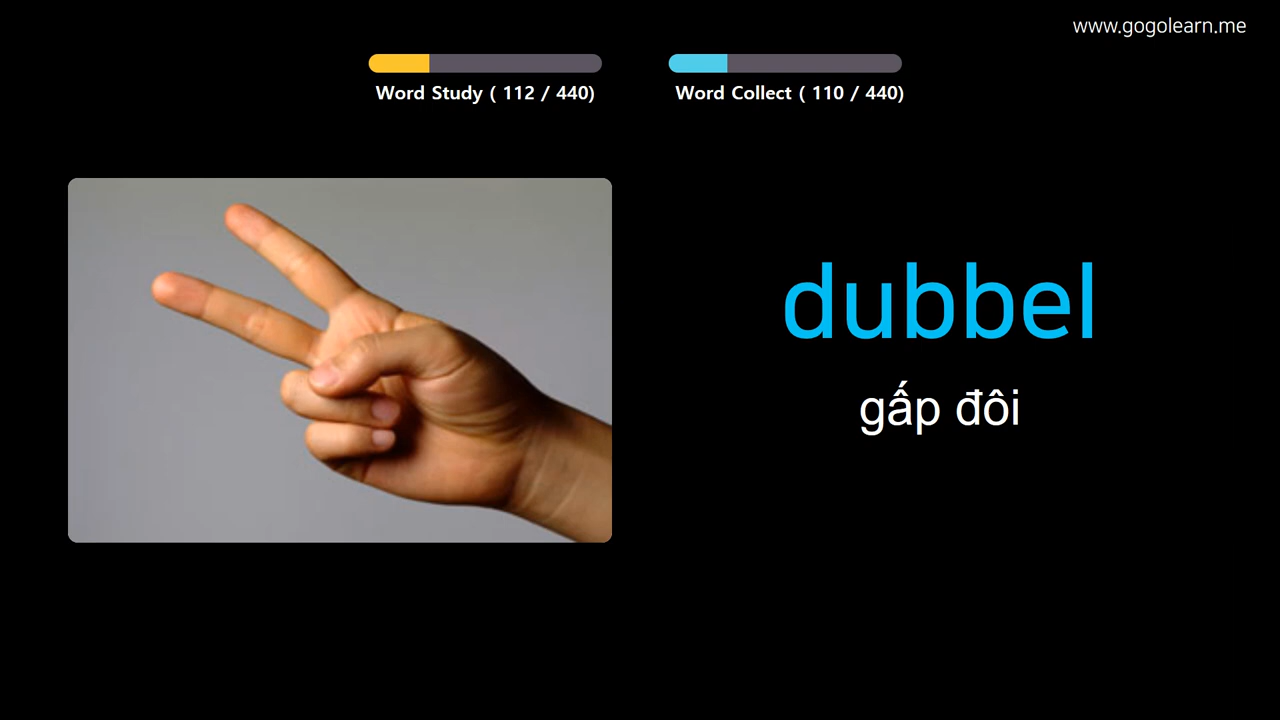 www.gogolearn.me
Word Study ( 112 / 440)
Word Collect ( 110 / 440)
dubbel
gấp đôi